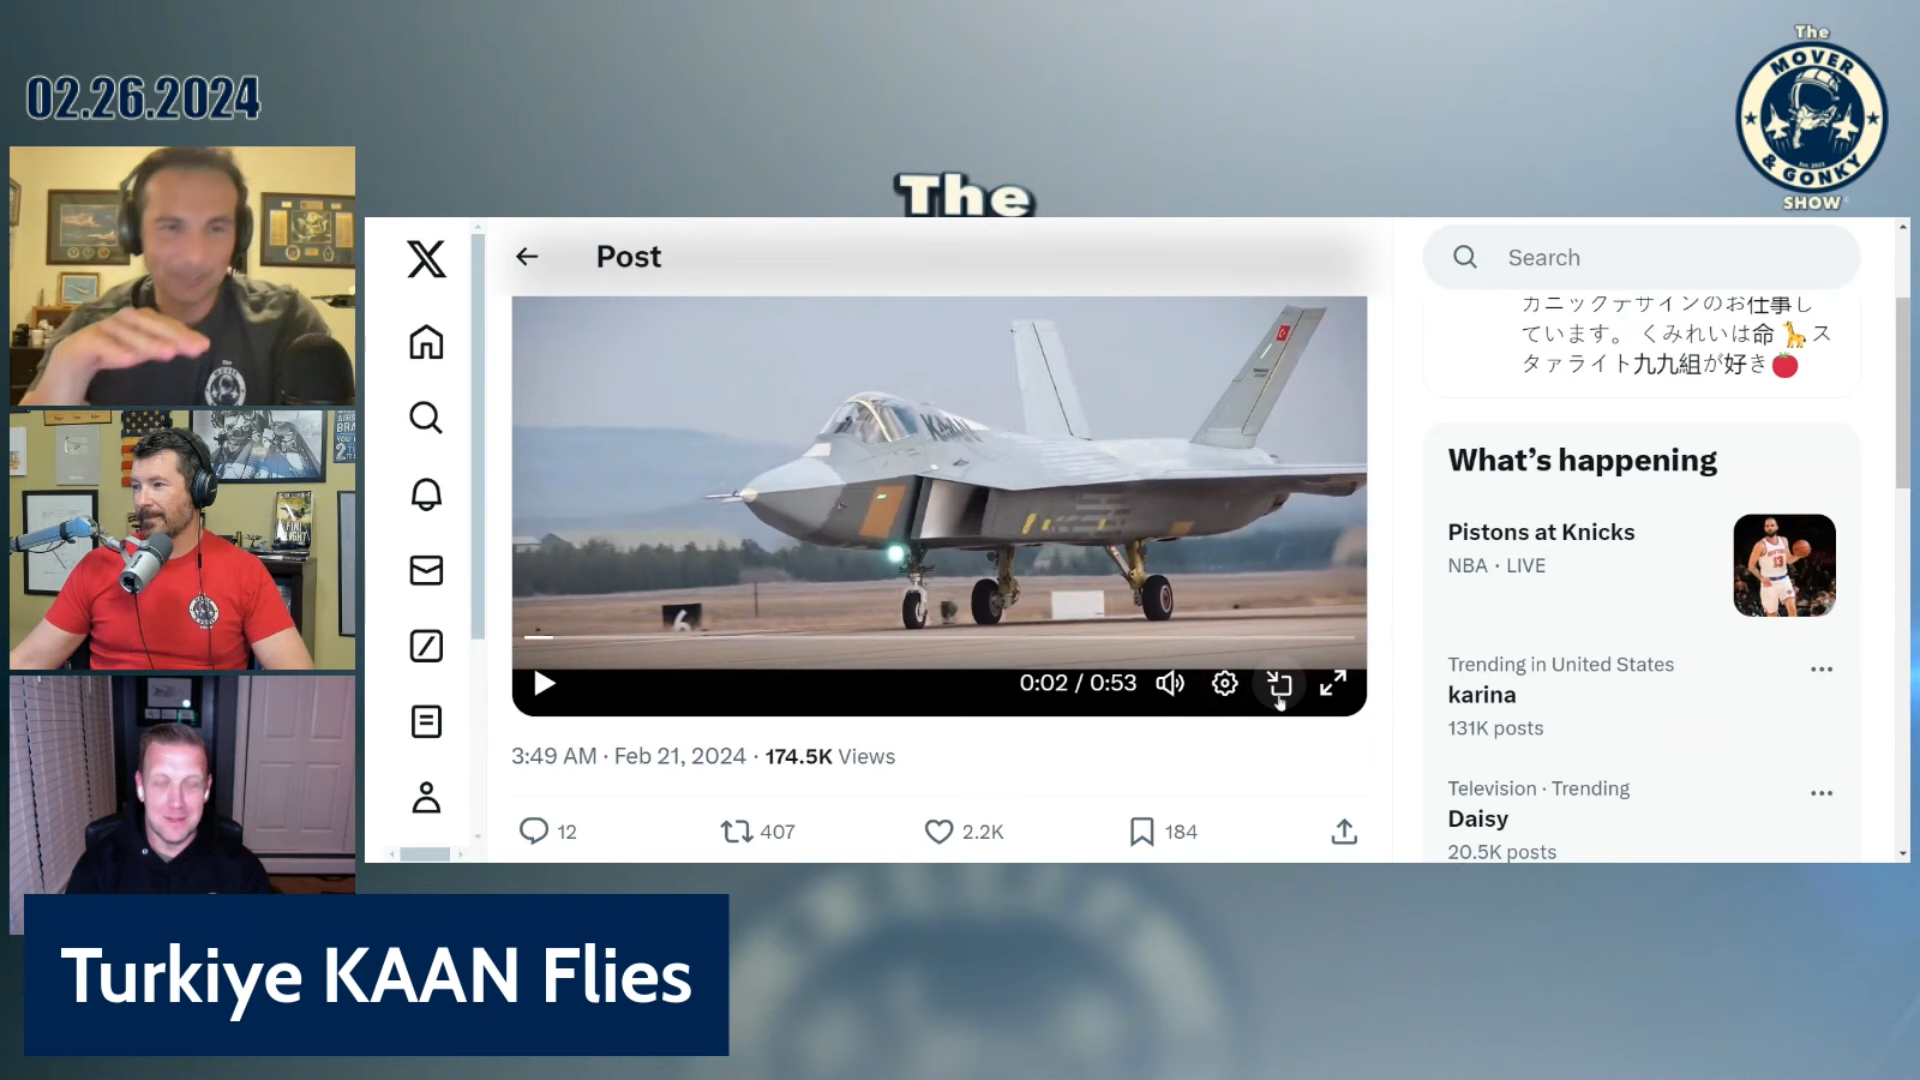 02.26.2024
The
MOVER
& GONKY
SHOW
The
X
Post
Search
カニックデザインのお仕事し
ています。 くみれいは命 🦒ス
タァライト九九組が好き🍅
KAAN
6
What's happening
Pistons at Knicks
NBA · LIVE
Trending in United States
karina
131K posts
Television · Trending
Daisy
20.5K posts
0:02 / 0:53
3:49 AM · Feb 21, 2024 · 174.5K Views
12
407
2.2K
184
Turkiye KAAN Flies